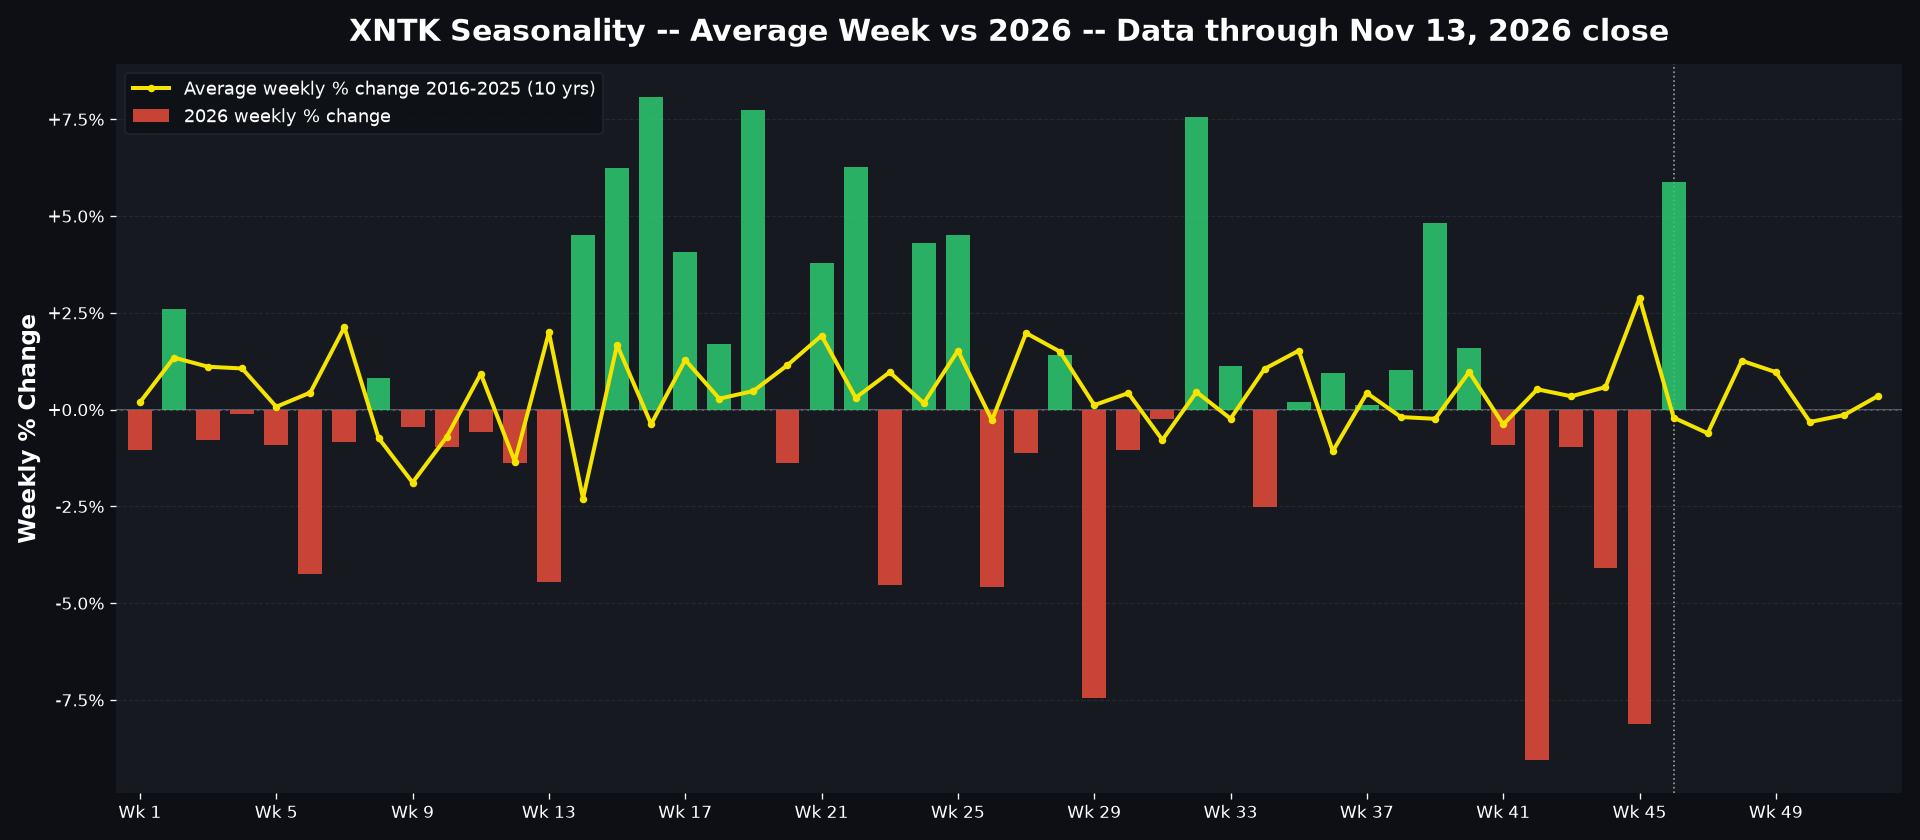 XNTK Seasonality -- Average Week vs 2026 -- Data through Nov 13, 2026 close
Average weekly % change 2016-2025 (10 yrs)
2026 weekly % change
Weekly % Change
+7.5%
+5.0%
+2.5%
+0.0%
-2.5%
-5.0%
-7.5%
Wk 1 Wk 5 Wk 9 Wk 13 Wk 17 Wk 21 Wk 25 Wk 29 Wk 33 Wk 37 Wk 41 Wk 45 Wk 49